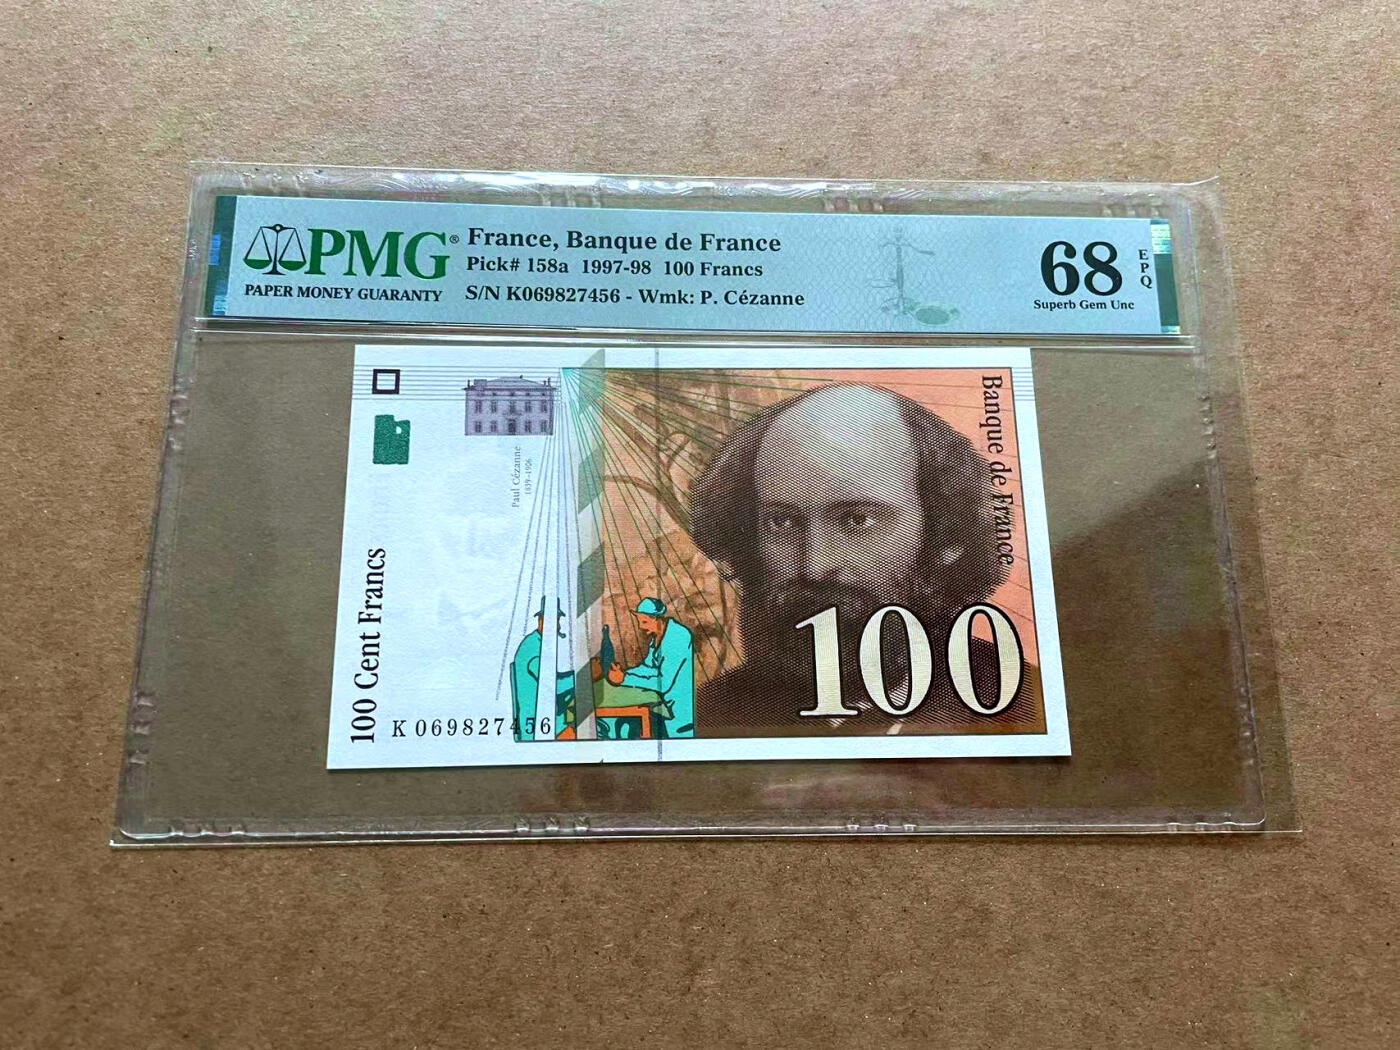 PMG®
PAPER MONEY GUARANTY
France, Banque de France
Pick# 158a 1997-98 100 Francs
S/N K069827456 - Wmk: P. Cézanne
68
EPQ
Superb Gem Unc
Paul Cézanne
1839-1906
Banque de France
100 Cent Francs
K 069827456
100